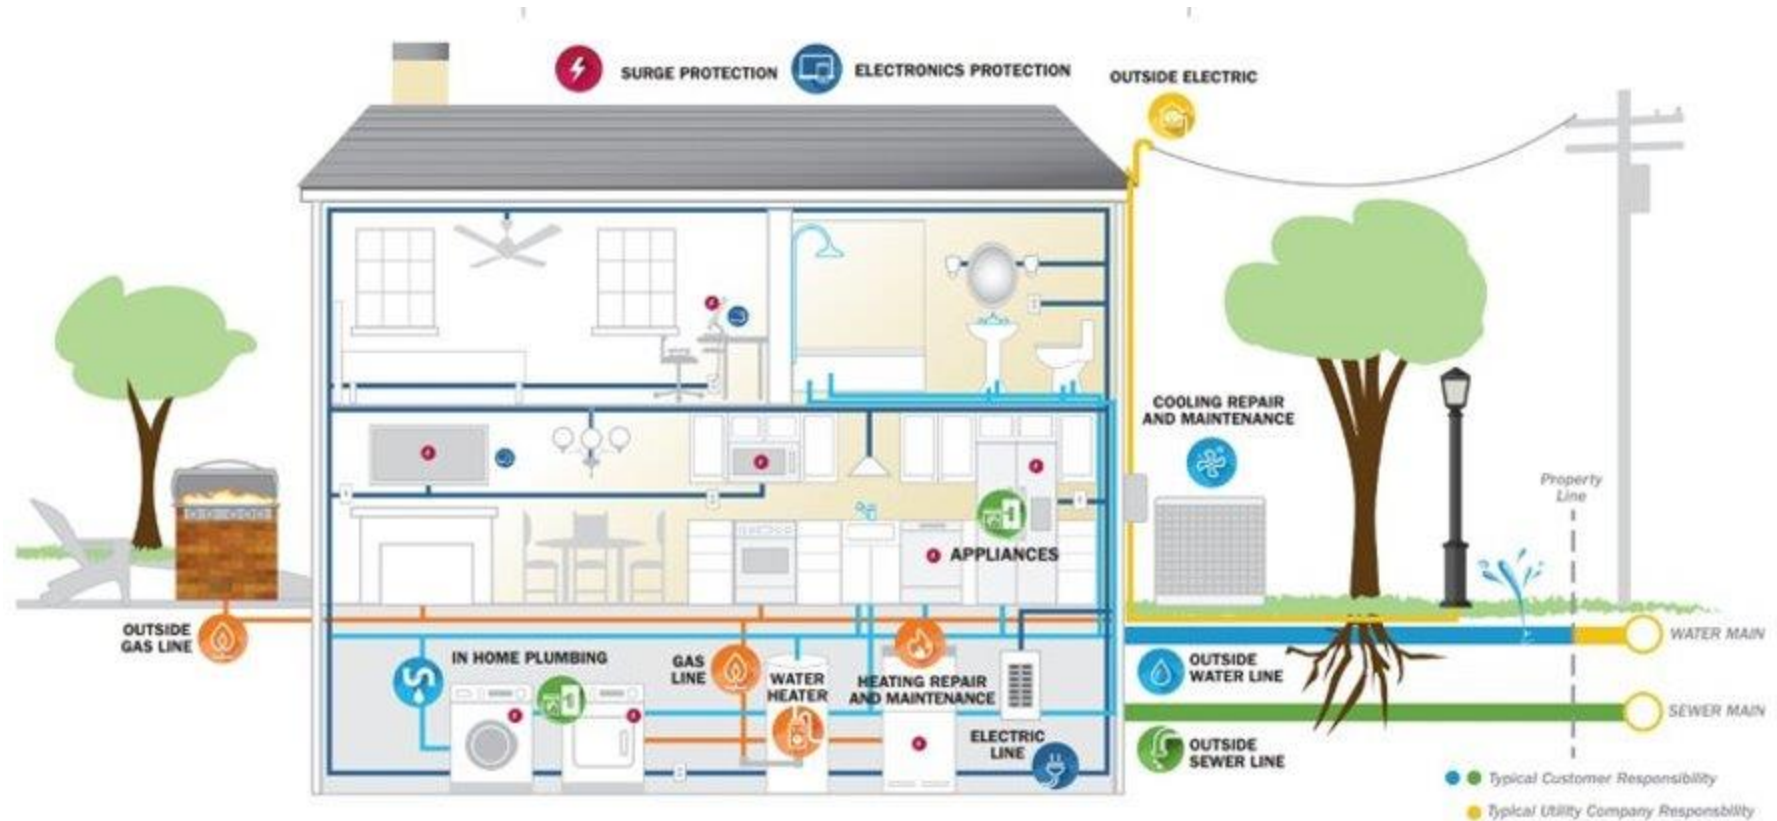 SURGE PROTECTION
ELECTRONICS PROTECTION
OUTSIDE ELECTRIC
COOLING REPAIR
AND MAINTENANCE
Property
Line
APPLIANCES
OUTSIDE
GAS LINE
IN HOME PLUMBING
GAS
LINE
WATER
HEATER
HEATING REPAIR
AND MAINTENANCE
WATER MAIN
OUTSIDE
WATER LINE
SEWER MAIN
ELECTRIC
LINE
OUTSIDE
SEWER LINE
Typical Customer Responsibility
Typical Utility Company Responsbility